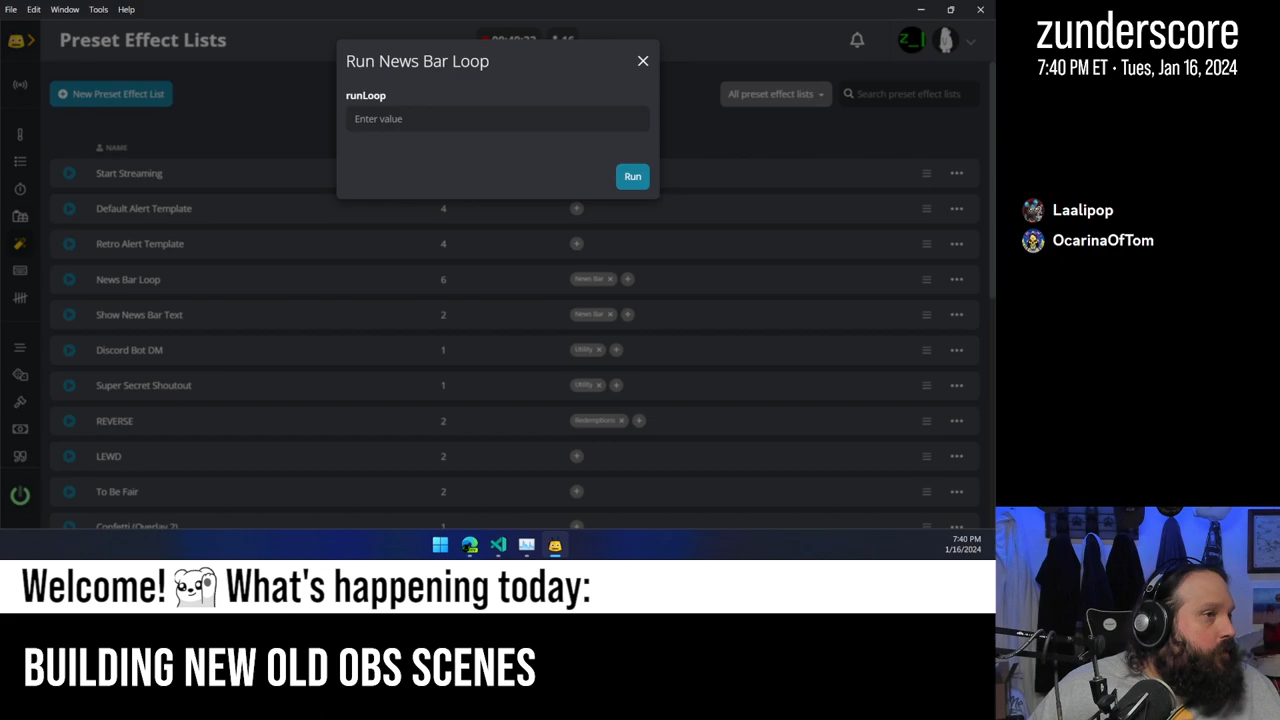 File Edit Window Tools Help
Preset Effect Lists
New Preset Effect List
All preset effect lists
Search preset effect lists
NAME
Run News Bar Loop
runLoop
Enter value
Run
Start Streaming
Default Alert Template 4
Retro Alert Template 4
News Bar Loop 6 News Bar
Show News Bar Text 2 News Bar
Discord Bot DM 1 Utility
Super Secret Shoutout 1 Utility
REVERSE 2 Redemptions
LEWD 2
To Be Fair 2
Confetti (Overlay 2) 1
7:40 PM
1/16/2024
Welcome! What's happening today:
BUILDING NEW OLD OBS SCENES
zunderscore
7:40 PM ET · Tues, Jan 16, 2024
Laalipop
OcarinaOfTom